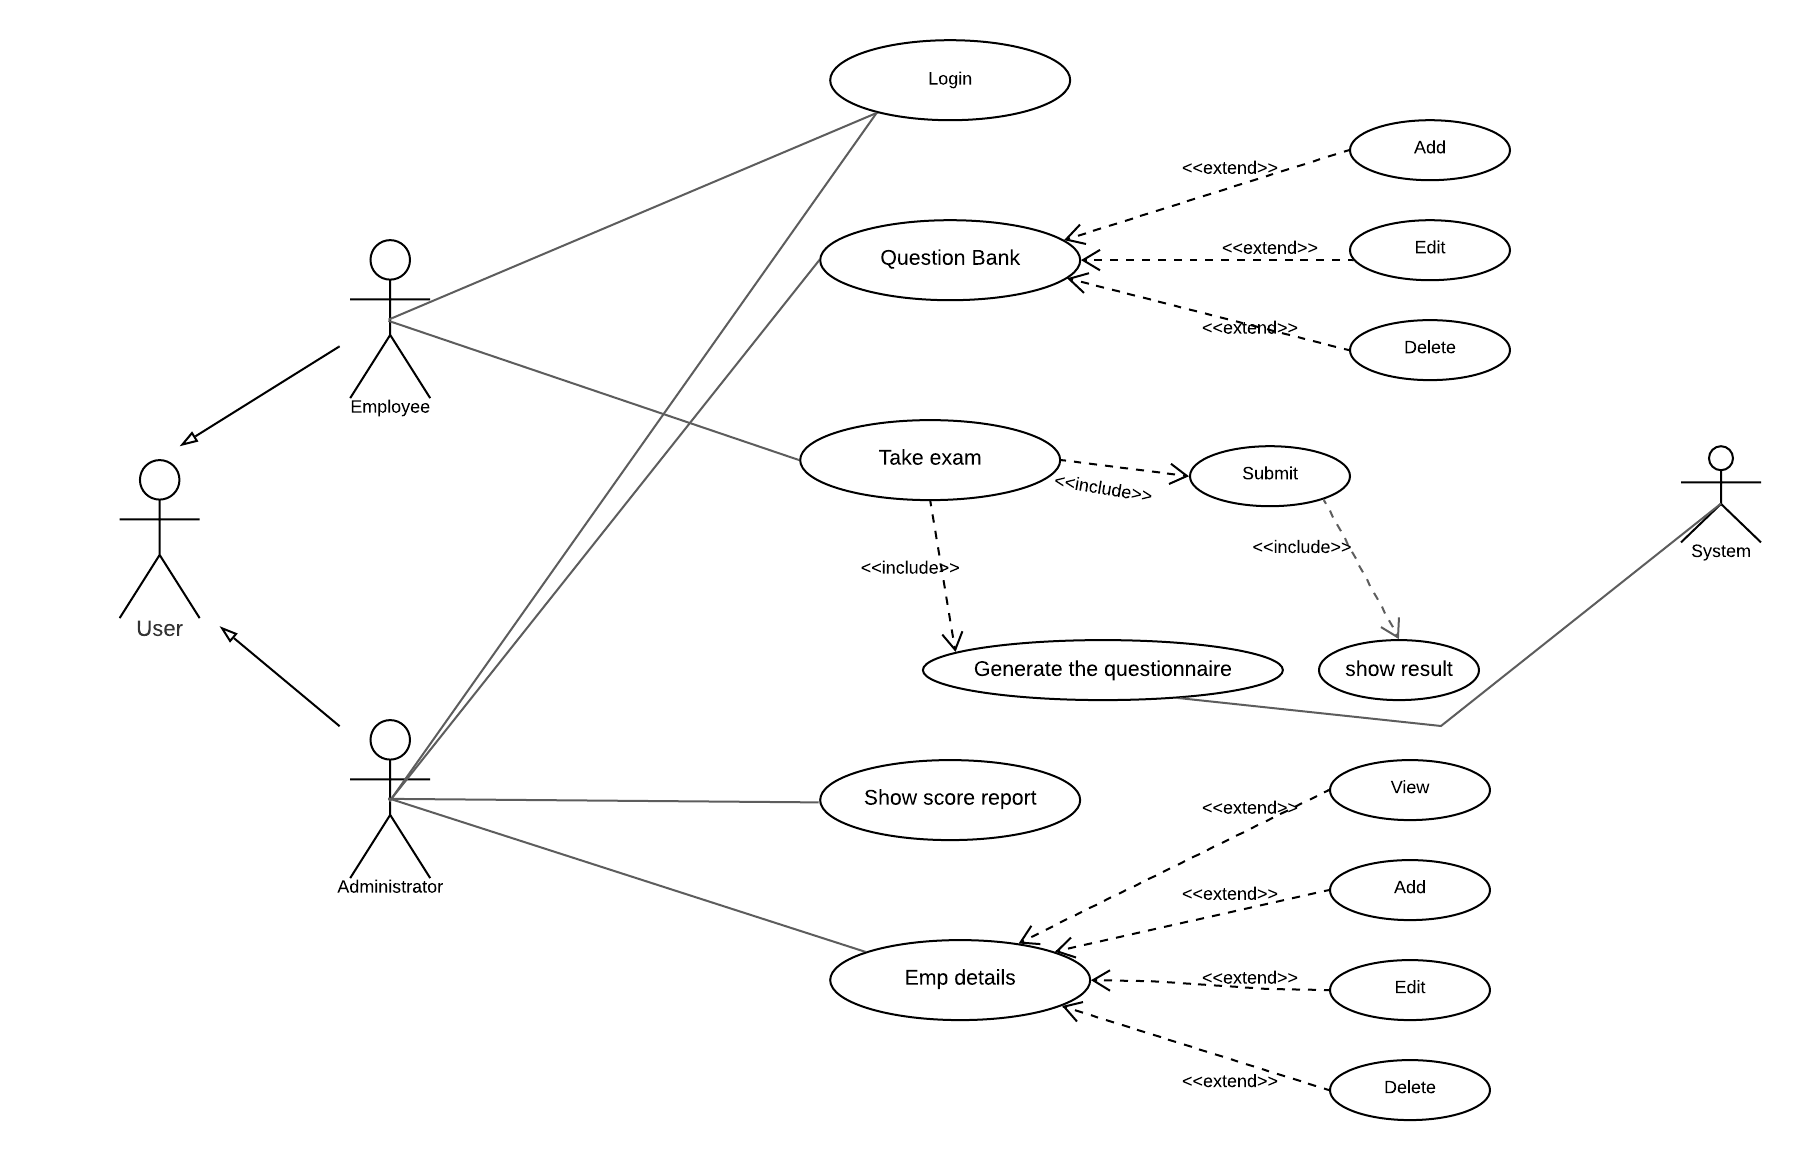 Login
Add
<<extend>>
Edit
<<extend>>
Question Bank
<<extend>>
Delete
Employee
Take exam
Submit
<<include>>
System
<<include>>
<<include>>
User
Generate the questionnaire
show result
View
<<extend>>
Show score report
Administrator
Add
<<extend>>
Emp details
<<extend>>
Edit
<<extend>>
Delete